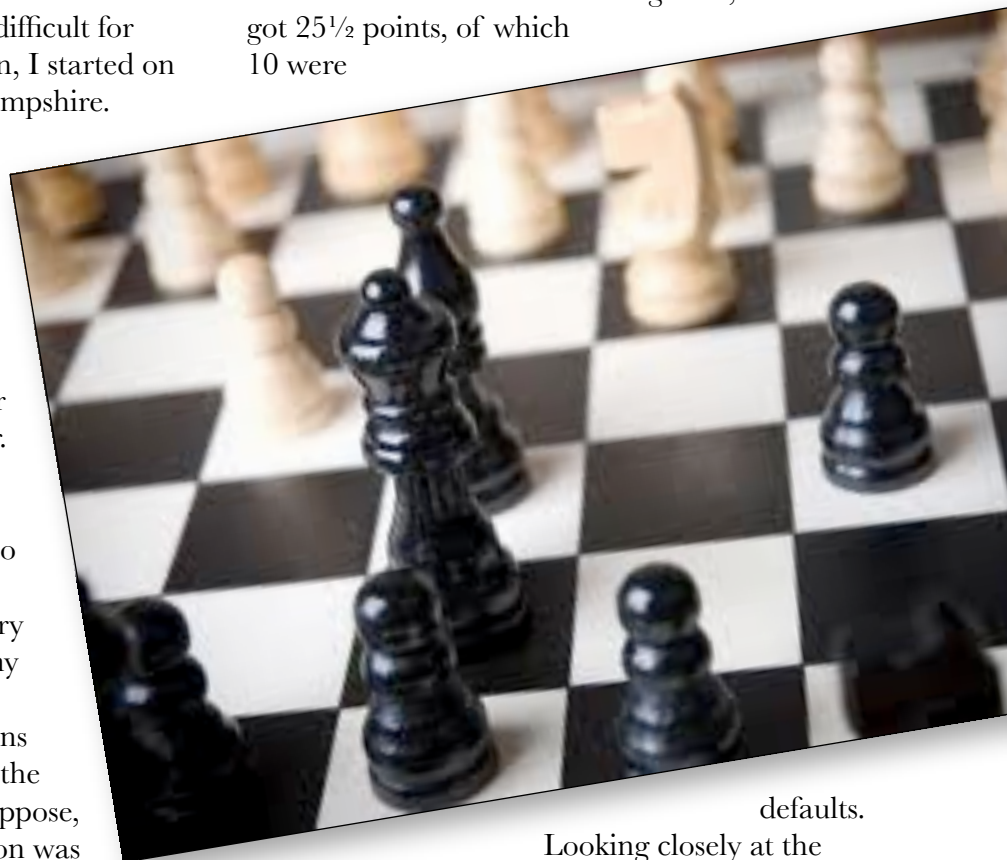 difficult for
n, I started on
mpshire.
r
r.
o
ry
ny
ns
the
ppose,
on was
got 25½ points, of which
10 were
defaults.
Looking closely at the